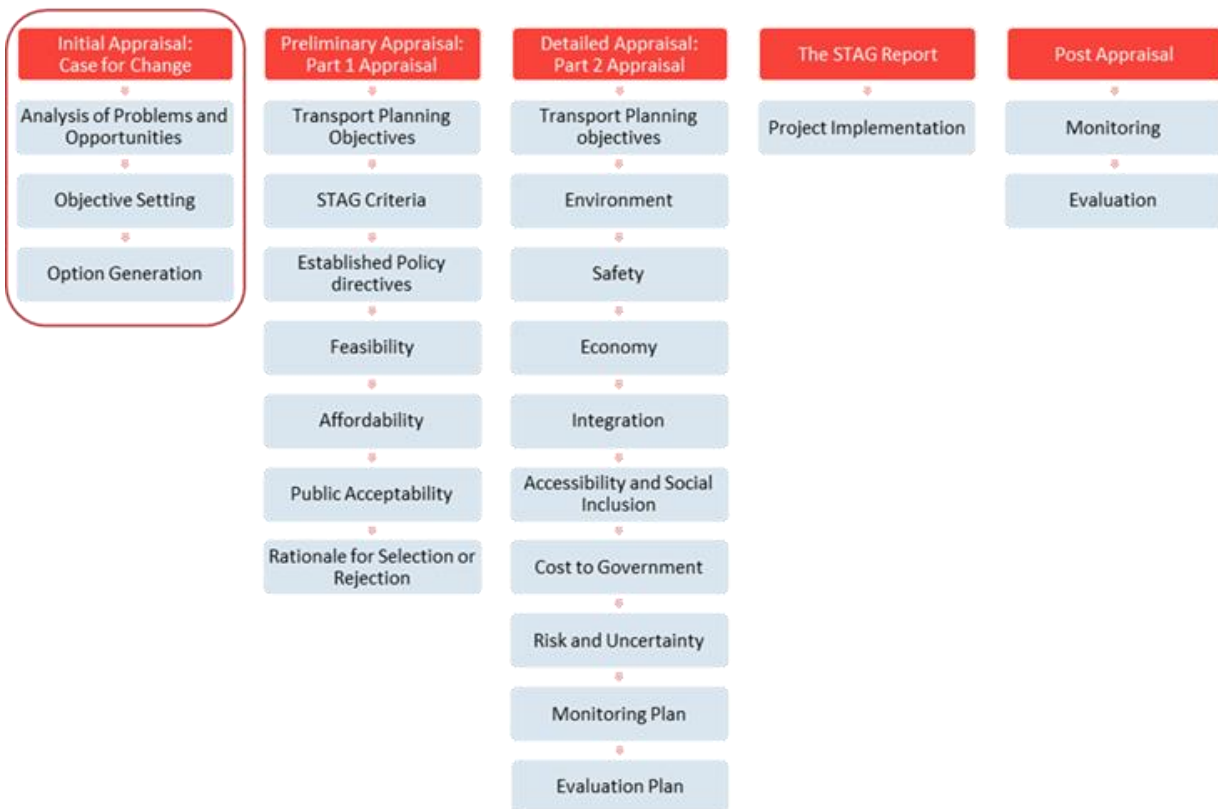 Initial Appraisal:
Case for Change
Analysis of Problems and
Opportunities
Objective Setting
Option Generation
Preliminary Appraisal:
Part 1 Appraisal
Transport Planning
Objectives
STAG Criteria
Established Policy
directives
Feasibility
Affordability
Public Acceptability
Rationale for Selection or
Rejection
Detailed Appraisal:
Part 2 Appraisal
Transport Planning
objectives
Environment
Safety
Economy
Integration
Accessibility and Social
Inclusion
Cost to Government
Risk and Uncertainty
Monitoring Plan
Evaluation Plan
The STAG Report
Project Implementation
Post Appraisal
Monitoring
Evaluation